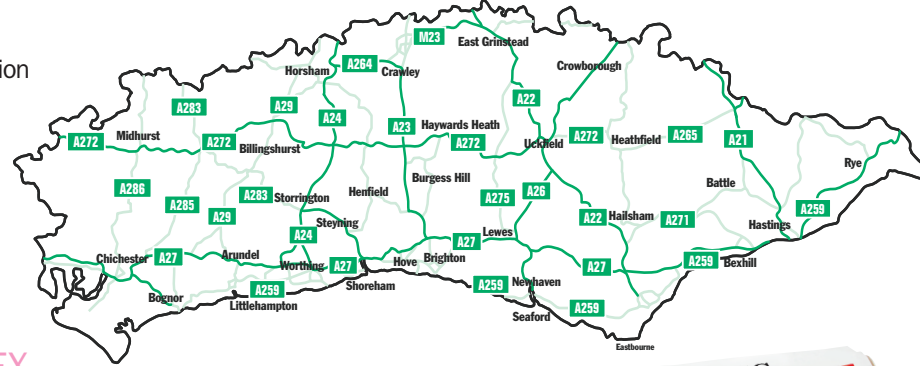 ion
M23
East Grinstead
A264
Crawley
Horsham
Crowborough
A283
A29
A24
A22
A23
Haywards Heath
A272
Midhurst
A272
Billingshurst
A272
Uckfield
A272
Heathfield
A265
A21
Rye
A286
A285
A283
Storrington
Henfield
Burgess Hill
A275
A26
Battle
A29
Steyning
A22
Hailsham
A271
A259
Hastings
A24
Lewes
A27
Chichester
A27
Arundel
Worthing
A27
Hove
Brighton
A27
A259
Bexhill
Bognor
A259
Littlehampton
Shoreham
A259
Newhaven
Seaford
A259
Eastbourne
EY